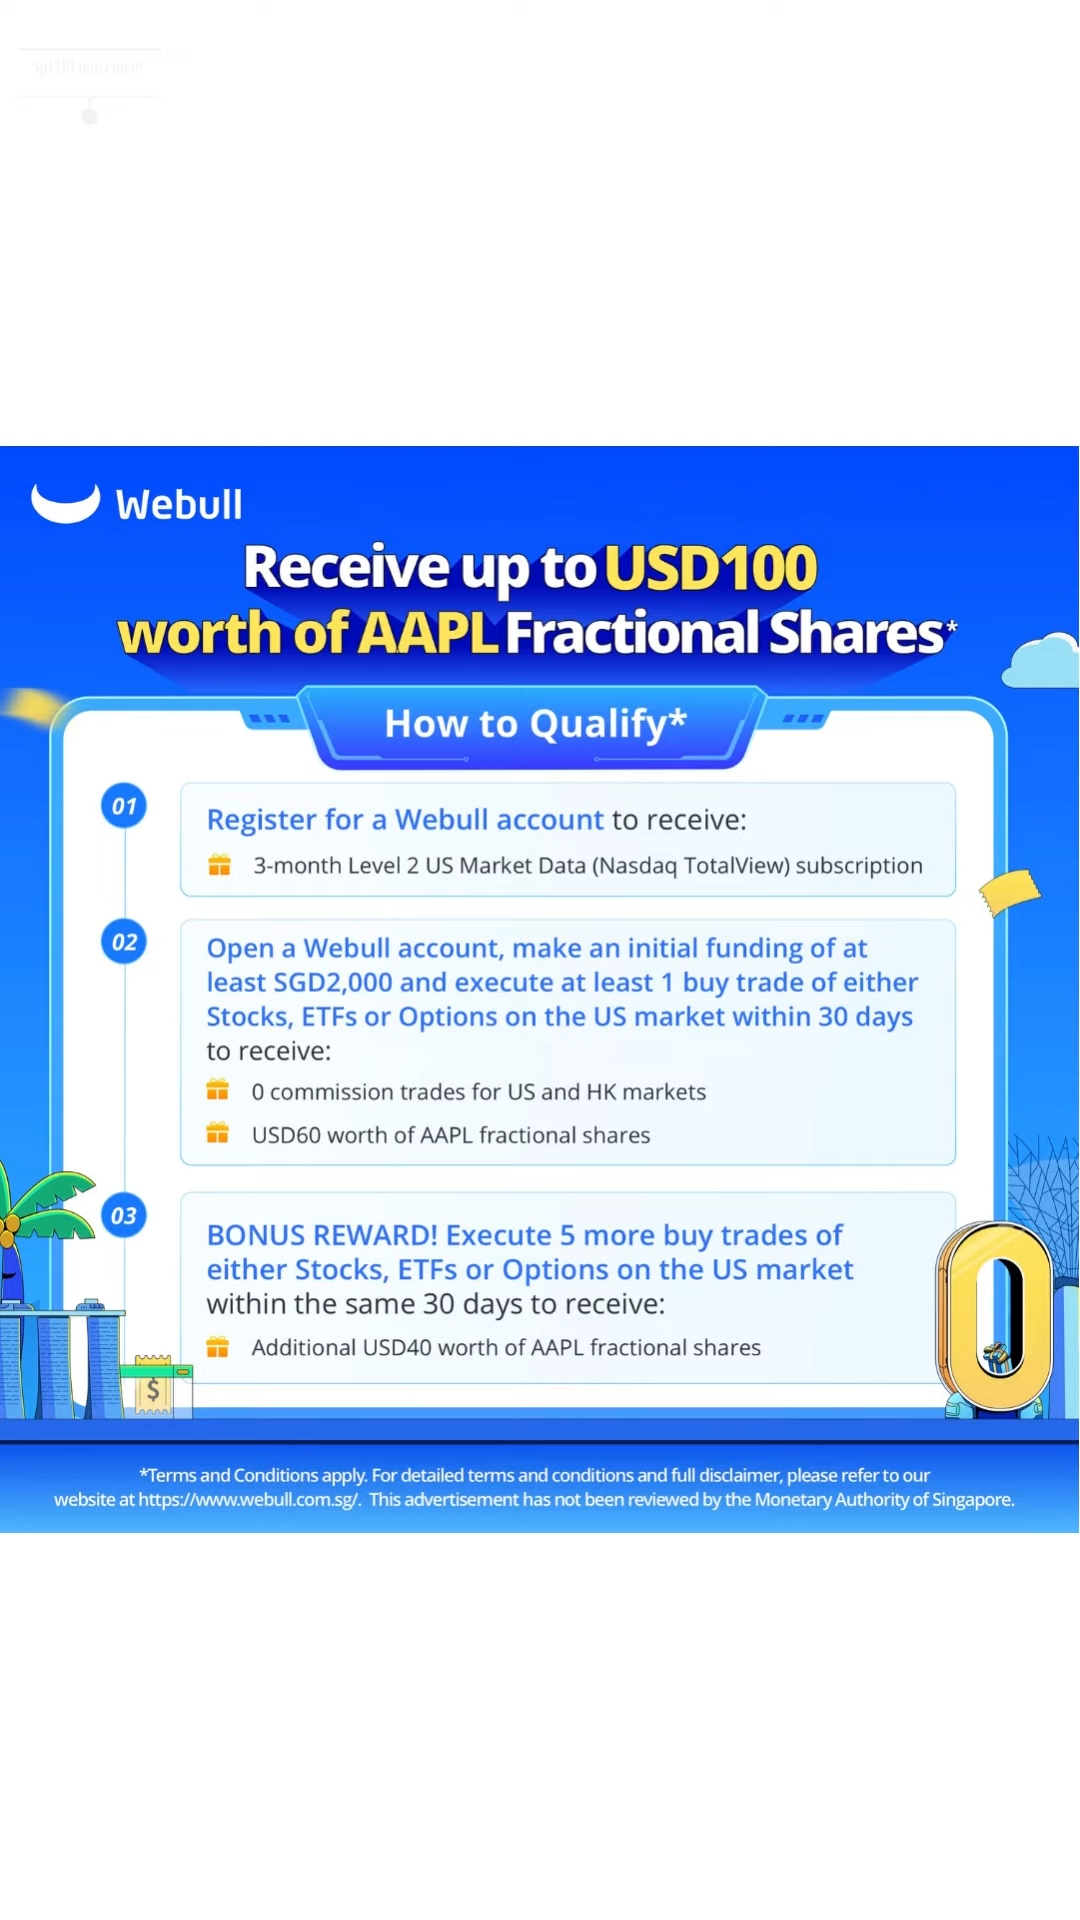 Webull
Receive up to USD100
worth of AAPL Fractional Shares*
How to Qualify*
01
Register for a Webull account to receive:
3-month Level 2 US Market Data (Nasdaq TotalView) subscription
02
Open a Webull account, make an initial funding of at
least SGD2,000 and execute at least 1 buy trade of either
Stocks, ETFs or Options on the US market within 30 days
to receive:
0 commission trades for US and HK markets
USD60 worth of AAPL fractional shares
03
BONUS REWARD! Execute 5 more buy trades of
either Stocks, ETFs or Options on the US market
within the same 30 days to receive:
Additional USD40 worth of AAPL fractional shares
$
0
*Terms and Conditions apply. For detailed terms and conditions and full disclaimer, please refer to our
website at https://www.webull.com.sg/. This advertisement has not been reviewed by the Monetary Authority of Singapore.